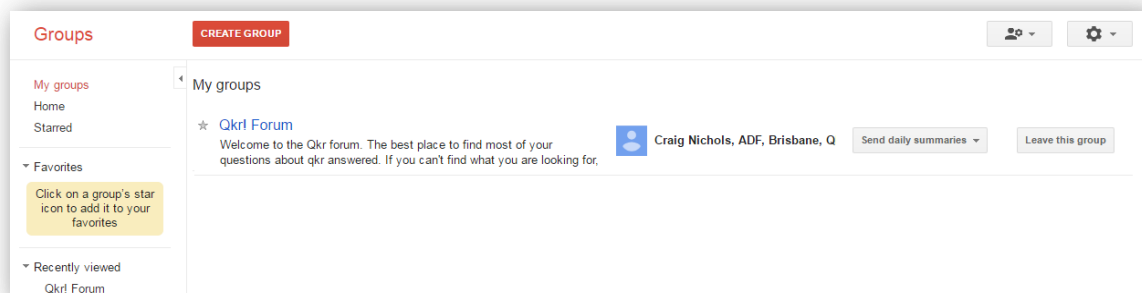 Groups
CREATE GROUP
My groups
Home
Starred
Favorites
Click on a group's star
icon to add it to your
favorites
Recently viewed
Qkr! Forum
My groups
Qkr! Forum
Welcome to the Qkr forum. The best place to find most of your
questions about qkr answered. If you can't find what you are looking for,
Craig Nichols, ADF, Brisbane, Q
Send daily summaries
Leave this group